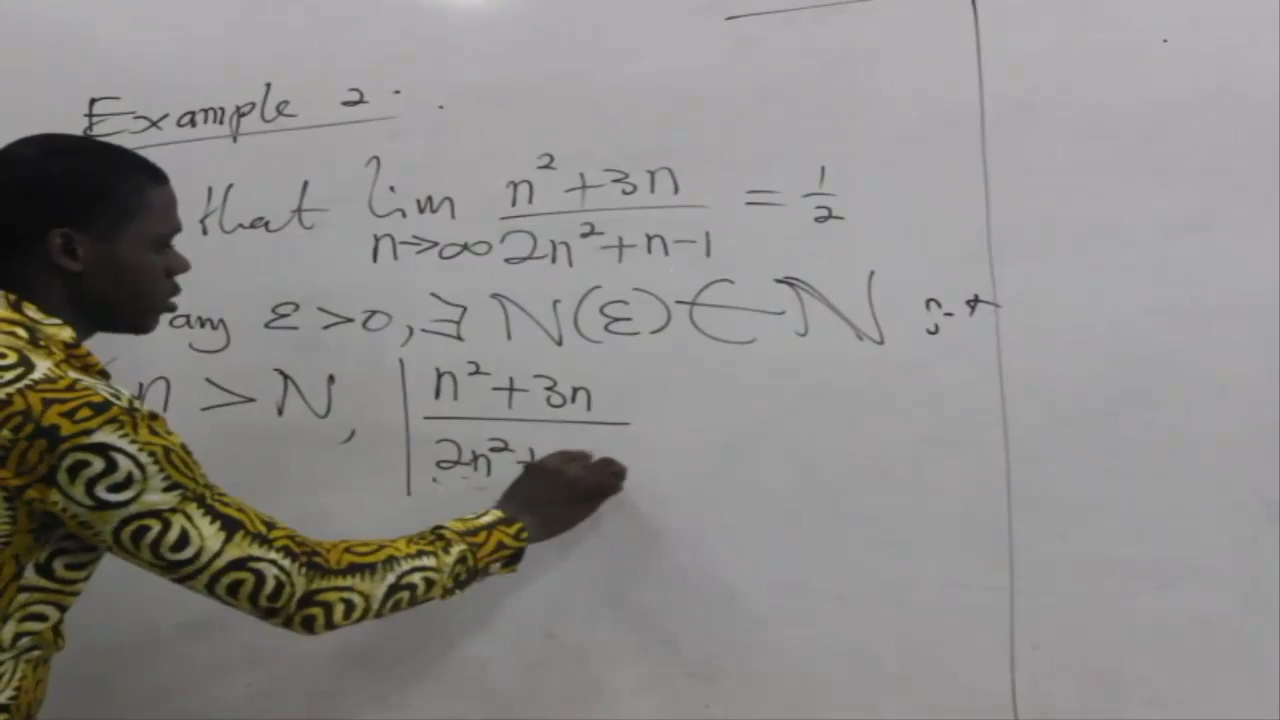 Example 2.
that lim n→∞ (n²+3n)/(2n²+n-1) = 1/2
any ε>0, ∃ N(ε) ∈ ℕ s.t
n > N, | (n²+3n)/(2n²+